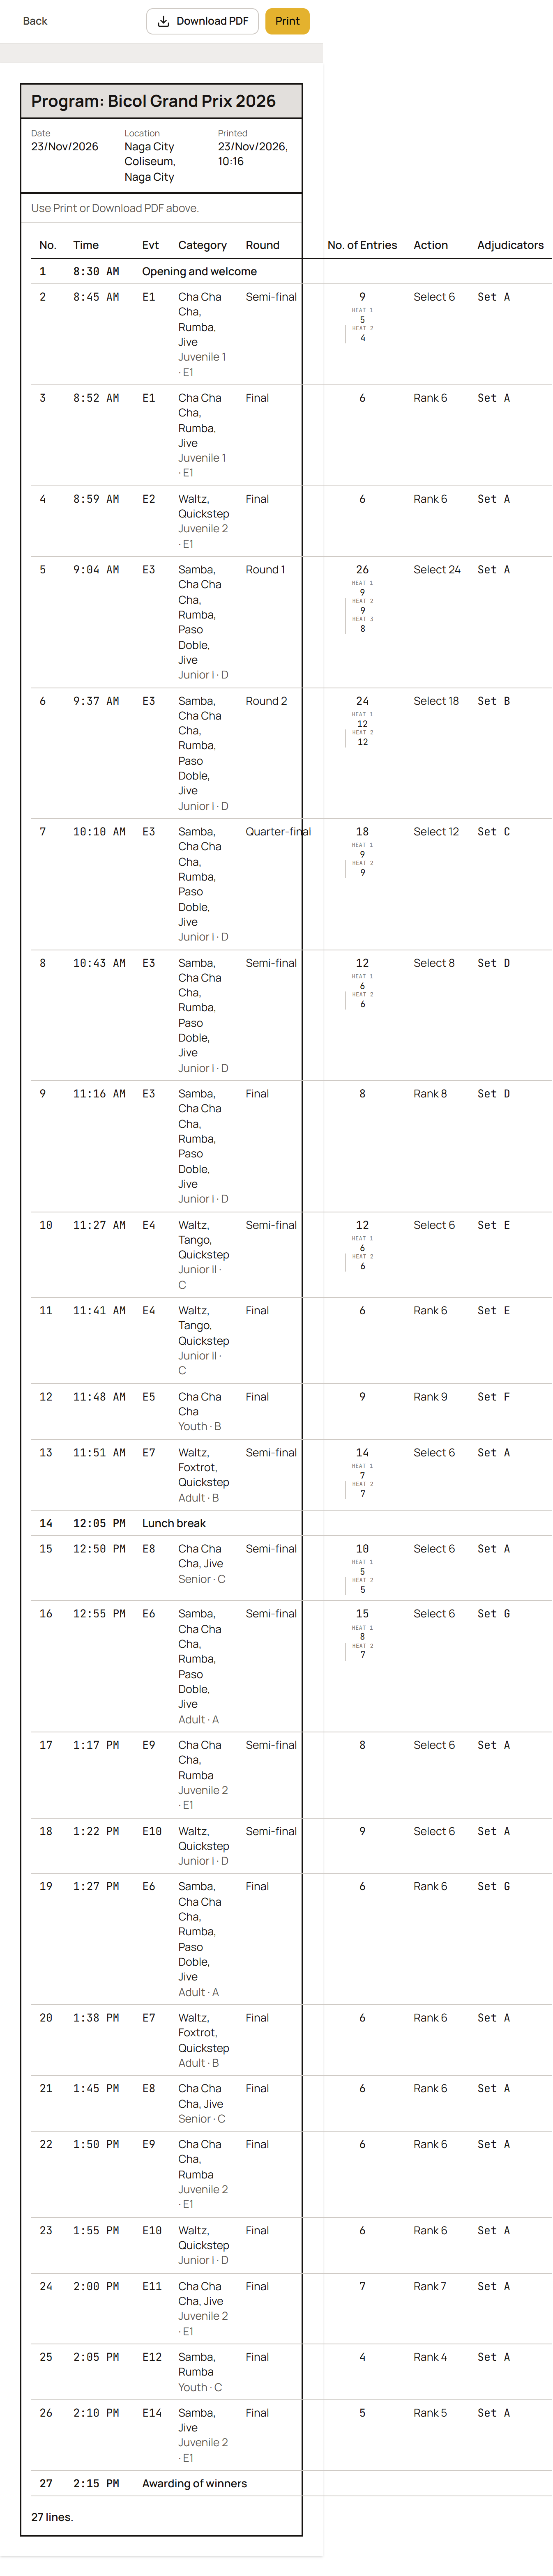 Back
Download PDF
Print
Program: Bicol Grand Prix 2026
Date
23/Nov/2026
Location
Naga City
Coliseum,
Naga City
Printed
23/Nov/2026,
10:16
Use Print or Download PDF above.
No. Time Evt Category Round No. of Entries Action Adjudicators
1 8:30 AM Opening and welcome
2 8:45 AM E1 Cha Cha Semi-final 9 Select 6 Set A
Cha, HEAT 1
Rumba, 5
Jive HEAT 2
Juvenile 1 4
· E1
3 8:52 AM E1 Cha Cha Final 6 Rank 6 Set A
Cha,
Rumba,
Jive
Juvenile 1
· E1
4 8:59 AM E2 Waltz, Final 6 Rank 6 Set A
Quickstep
Juvenile 2
· E1
5 9:04 AM E3 Samba, Round 1 26 Select 24 Set A
Cha Cha HEAT 1
Cha, 9
Rumba, HEAT 2
Paso 9
Doble, HEAT 3
Jive 8
Junior I · D
6 9:37 AM E3 Samba, Round 2 24 Select 18 Set B
Cha Cha HEAT 1
Cha, 12
Rumba, HEAT 2
Paso 12
Doble,
Jive
Junior I · D
7 10:10 AM E3 Samba, Quarter-final 18 Select 12 Set C
Cha Cha HEAT 1
Cha, 9
Rumba, HEAT 2
Paso 9
Doble,
Jive
Junior I · D
8 10:43 AM E3 Samba, Semi-final 12 Select 8 Set D
Cha Cha HEAT 1
Cha, 6
Rumba, HEAT 2
Paso 6
Doble,
Jive
Junior I · D
9 11:16 AM E3 Samba, Final 8 Rank 8 Set D
Cha Cha
Cha,
Rumba,
Paso
Doble,
Jive
Junior I · D
10 11:27 AM E4 Waltz, Semi-final 12 Select 6 Set E
Tango, HEAT 1
Quickstep 6
Junior II · HEAT 2
C 6
11 11:41 AM E4 Waltz, Final 6 Rank 6 Set E
Tango,
Quickstep
Junior II ·
C
12 11:48 AM E5 Cha Cha Final 9 Rank 9 Set F
Cha
Youth · B
13 11:51 AM E7 Waltz, Semi-final 14 Select 6 Set A
Foxtrot, HEAT 1
Quickstep 7
Adult · B HEAT 2
7
14 12:05 PM Lunch break
15 12:50 PM E8 Cha Cha Semi-final 10 Select 6 Set A
Cha, Jive HEAT 1
Senior · C 5
HEAT 2
5
16 12:55 PM E6 Samba, Semi-final 15 Select 6 Set G
Cha Cha HEAT 1
Cha, 8
Rumba, HEAT 2
Paso 7
Doble,
Jive
Adult · A
17 1:17 PM E9 Cha Cha Semi-final 8 Select 6 Set A
Cha,
Rumba
Juvenile 2
· E1
18 1:22 PM E10 Waltz, Semi-final 9 Select 6 Set A
Quickstep
Junior I · D
19 1:27 PM E6 Samba, Final 6 Rank 6 Set G
Cha Cha
Cha,
Rumba,
Paso
Doble,
Jive
Adult · A
20 1:38 PM E7 Waltz, Final 6 Rank 6 Set A
Foxtrot,
Quickstep
Adult · B
21 1:45 PM E8 Cha Cha Final 6 Rank 6 Set A
Cha, Jive
Senior · C
22 1:50 PM E9 Cha Cha Final 6 Rank 6 Set A
Cha,
Rumba
Juvenile 2
· E1
23 1:55 PM E10 Waltz, Final 6 Rank 6 Set A
Quickstep
Junior I · D
24 2:00 PM E11 Cha Cha Final 7 Rank 7 Set A
Cha, Jive
Juvenile 2
· E1
25 2:05 PM E12 Samba, Final 4 Rank 4 Set A
Rumba
Youth · C
26 2:10 PM E14 Samba, Final 5 Rank 5 Set A
Jive
Juvenile 2
· E1
27 2:15 PM Awarding of winners
27 lines.